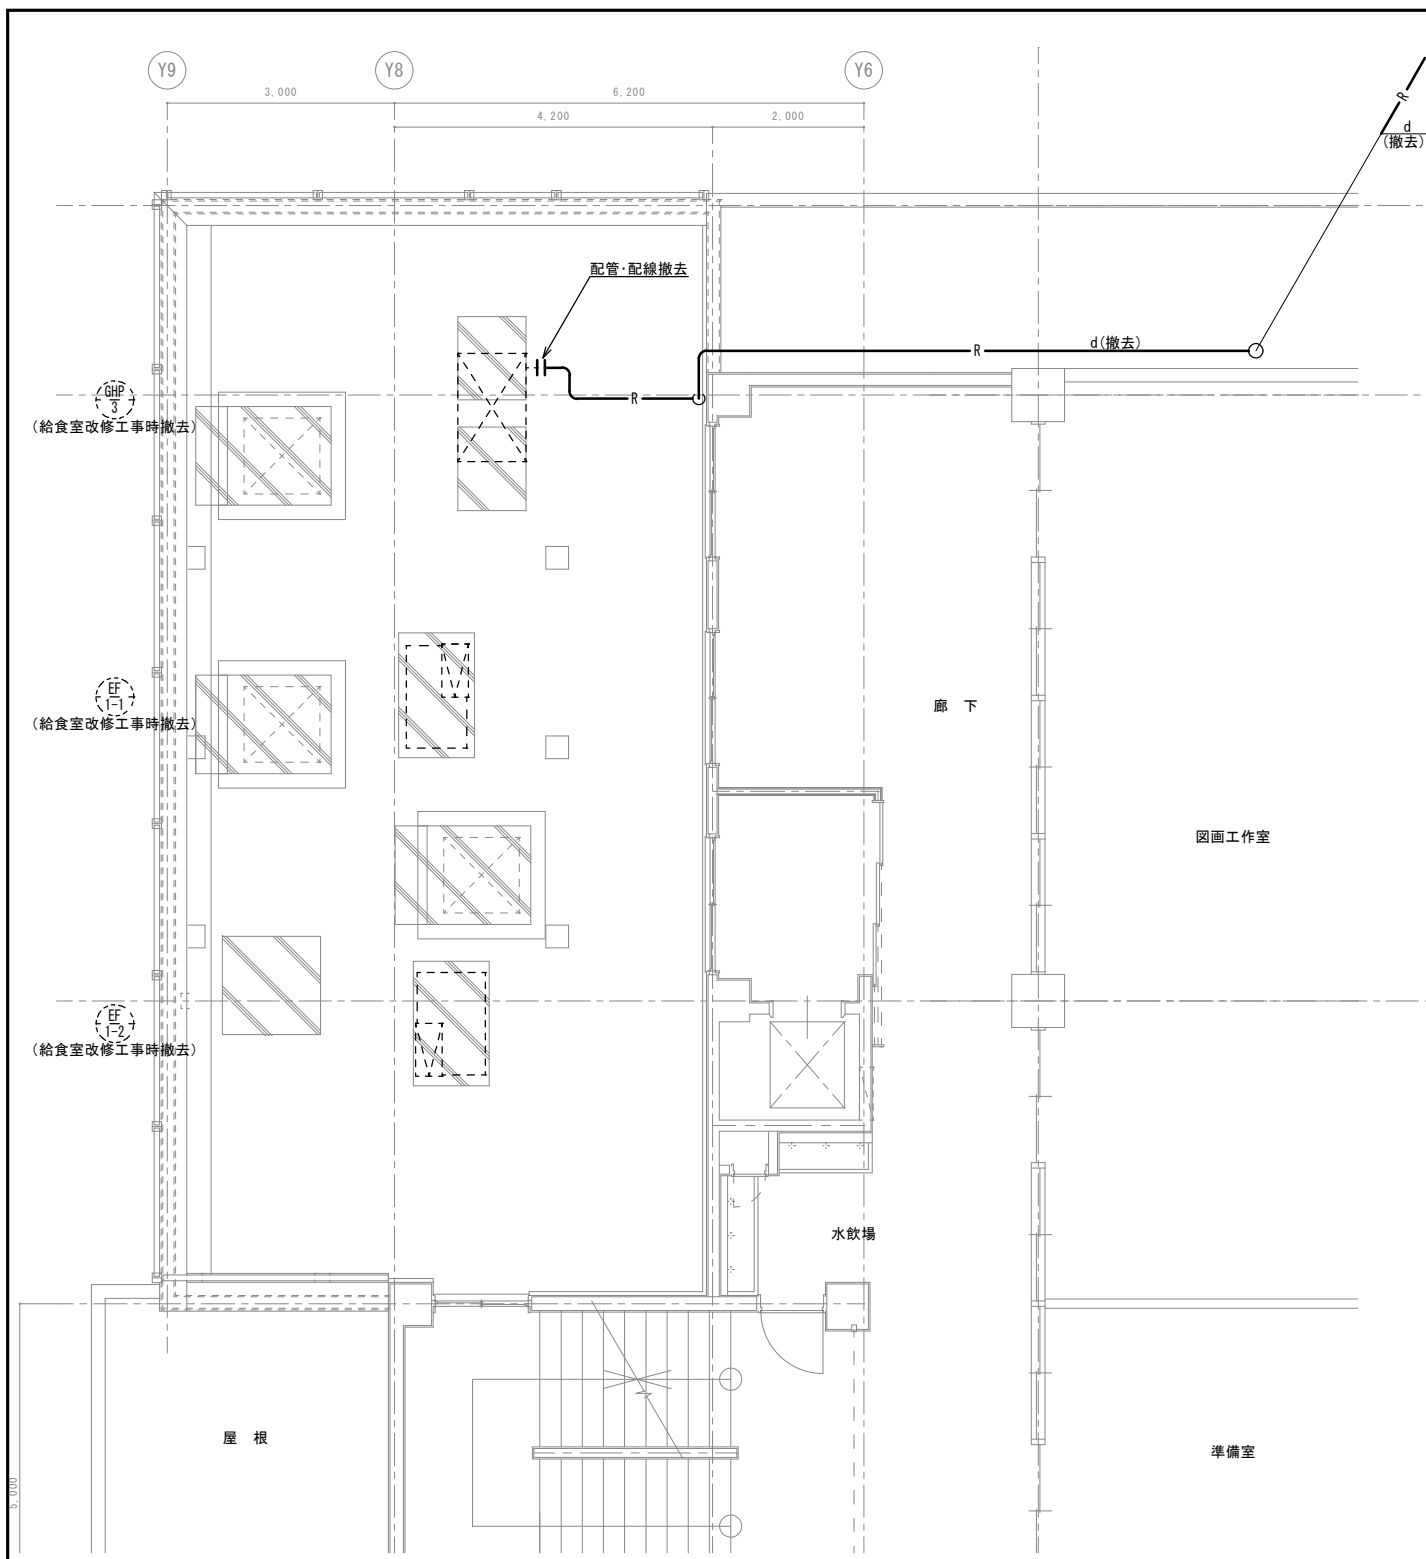 Y9
Y8
Y6
3,000
6,200
4,200
2,000
R
d
(撤去)
配管・配線撤去
R
d(撤去)
R
GHP
3
(給食室改修工事時撤去)
EF
1-1
(給食室改修工事時撤去)
廊 下
図画工作室
EF
1-2
(給食室改修工事時撤去)
水飲場
屋 根
準備室
5,000